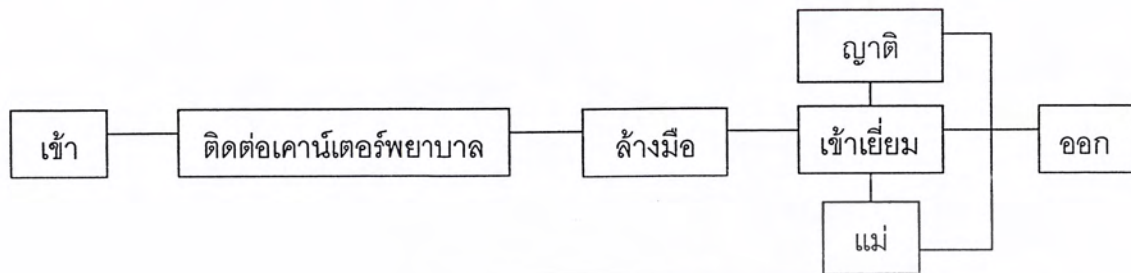 ญาติ
เข้า
ติดต่อเคาน์เตอร์พยาบาล
ล้างมือ
เข้าเยี่ยม
ออก
แม่